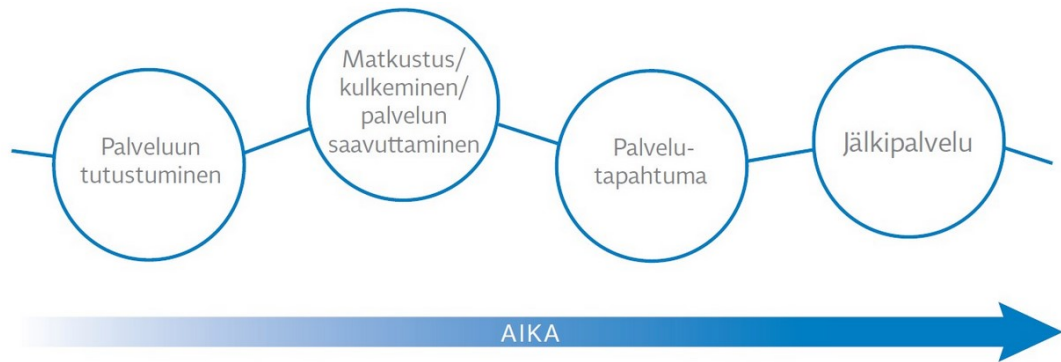 Palveluun
tutustuminen
Matkustus/
kulkeminen/
palvelun
saavuttaminen
Palvelu-
tapahtuma
Jälkipalvelu
AIKA